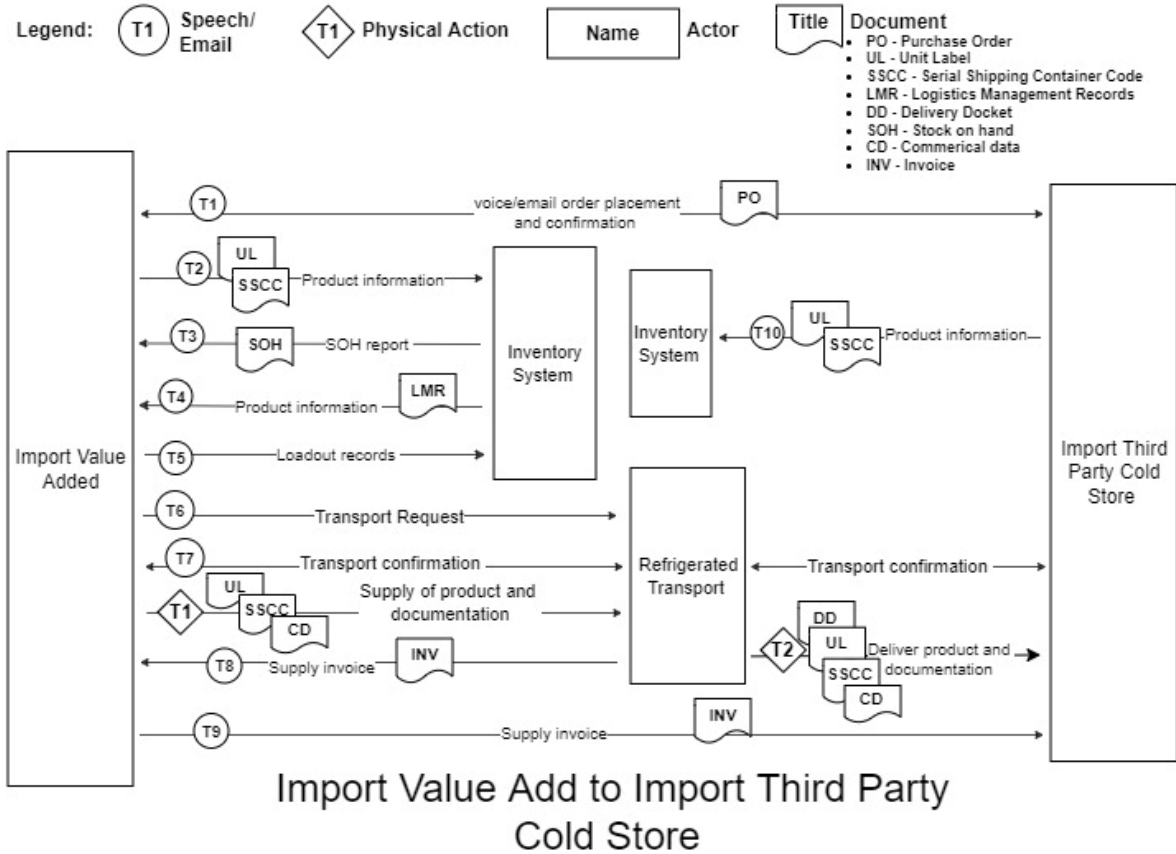 Legend:
T1
Speech/
Email
T1
Physical Action
Name
Actor
Title
Document
• PO - Purchase Order
• UL - Unit Label
• SSCC - Serial Shipping Container Code
• LMR - Logistics Management Records
• DD - Delivery Docket
• SOH - Stock on hand
• CD - Commerical data
• INV - Invoice
T1
voice/email order placement
and confirmation
PO
T2
UL
SSCC
Product information
T3
SOH
SOH report
Inventory
System
Inventory
System
T10
UL
SSCC
Product information
T4
Product information
LMR
Import Value
Added
T5
Loadout records
Import Third
Party Cold
Store
T6
Transport Request
T7
Transport confirmation
Refrigerated
Transport
Transport confirmation
T1
UL
SSCC
CD
Supply of product and
documentation
T8
Supply invoice
INV
T2
DD
UL
SSCC
CD
Deliver product and
documentation
T9
Supply invoice
INV
Import Value Add to Import Third Party
Cold Store